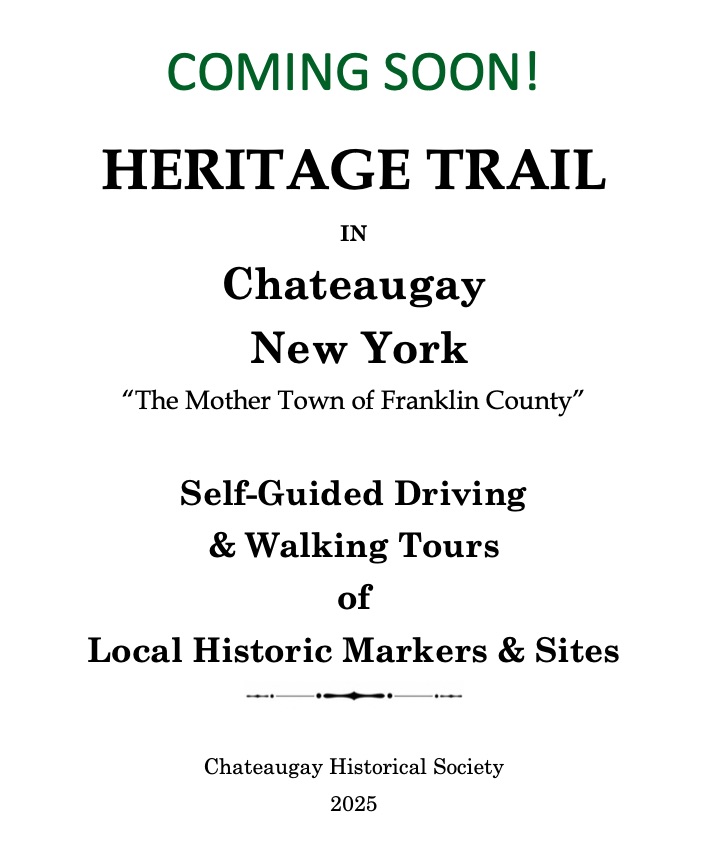 COMING SOON!
HERITAGE TRAIL
IN
Chateaugay
New York
“The Mother Town of Franklin County”
Self-Guided Driving
& Walking Tours
of
Local Historic Markers & Sites
Chateaugay Historical Society
2025